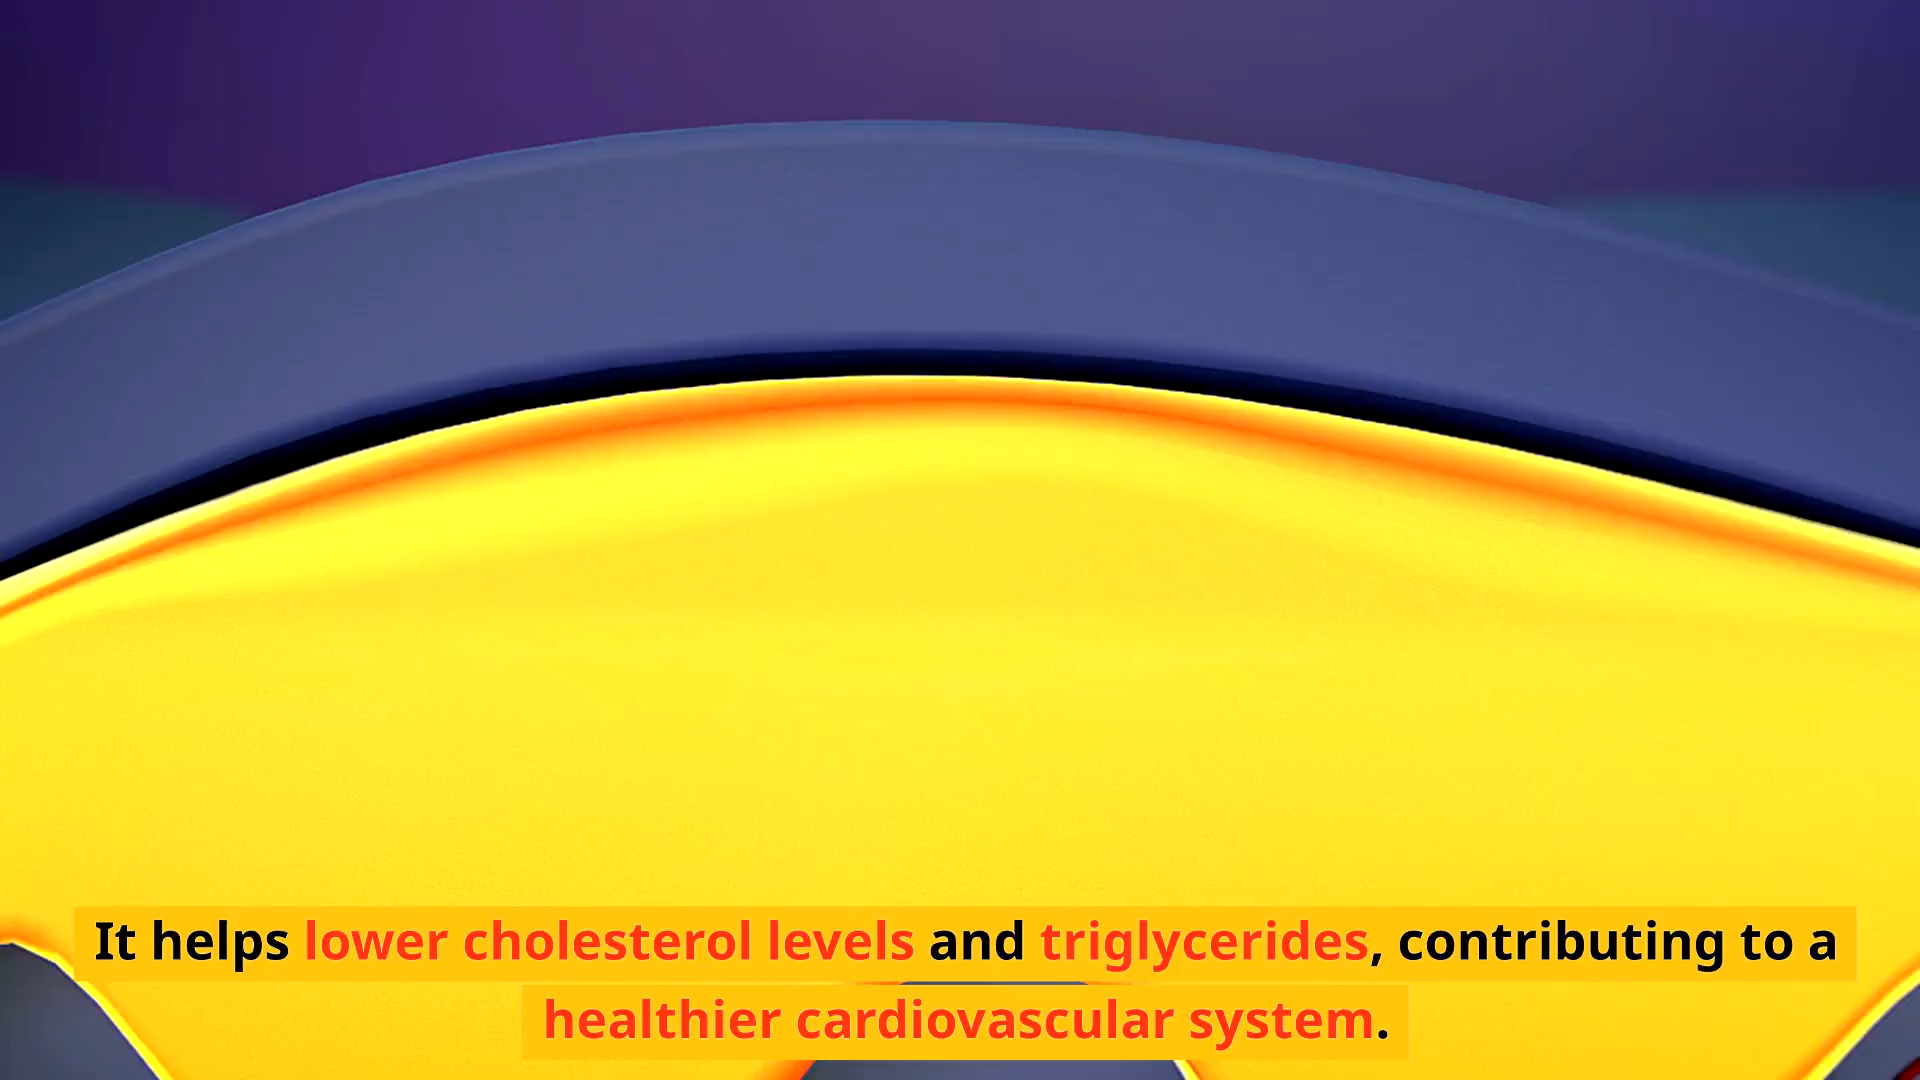 It helps lower cholesterol levels and triglycerides, contributing to a
healthier cardiovascular system.